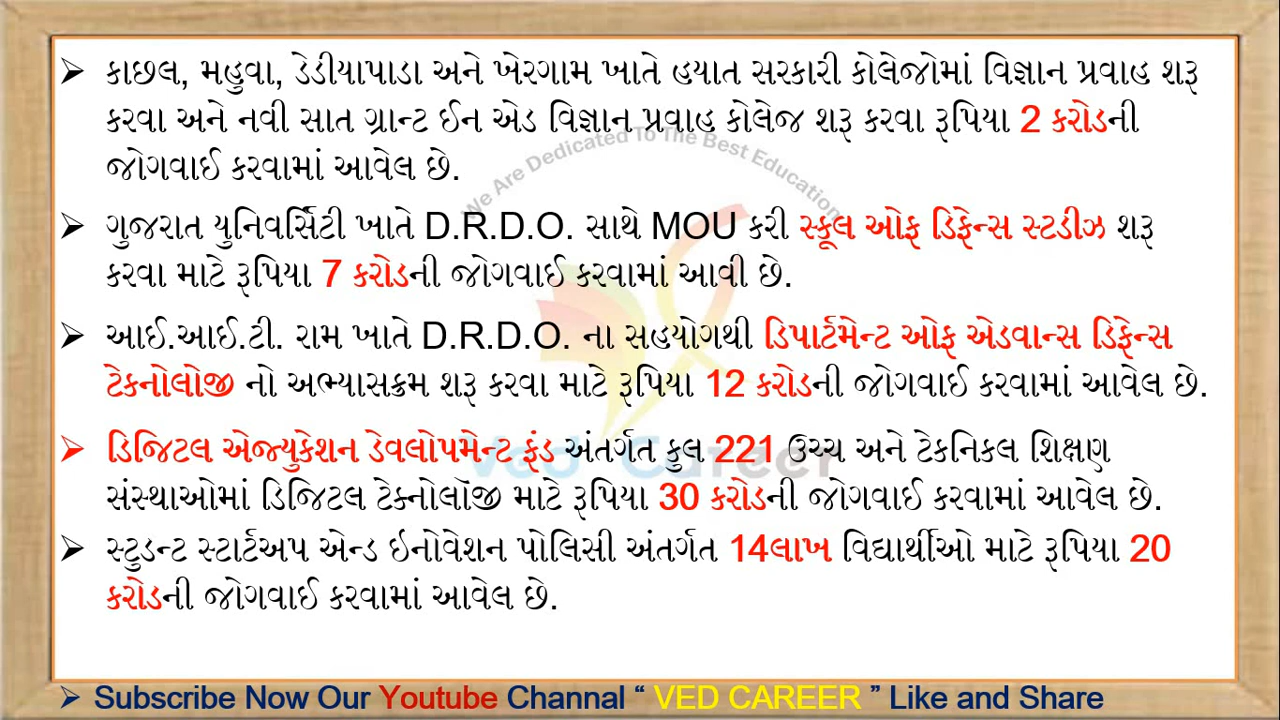 ➢ કાછલ, મહુવા, ડેડીયાપાડા અને ખેરગામ ખાતે હયાત સરકારી કોલેજોમાં વિજ્ઞાન પ્રવાહ શરૂ
કરવા અને નવી સાત ગ્રાન્ટ ઈન એડ વિજ્ઞાન પ્રવાહ કોલેજ શરૂ કરવા રૂપિયા 2 કરોડની
જોગવાઈ કરવામાં આવેલ છે.
We Are Dedicated To The Best Education
➢ ગુજરાત યુનિવર્સિટી ખાતે D.R.D.O. સાથે MOU કરી સ્કૂલ ઓફ ડિફેન્સ સ્ટડીઝ શરૂ
કરવા માટે રૂપિયા 7 કરોડની જોગવાઈ કરવામાં આવી છે.
➢ આઈ.આઈ.ટી. રામ ખાતે D.R.D.O. ના સહયોગથી ડિપાર્ટમેન્ટ ઓફ એડવાન્સ ડિફેન્સ
ટેકનોલોજી નો અભ્યાસક્રમ શરૂ કરવા માટે રૂપિયા 12 કરોડની જોગવાઈ કરવામાં આવેલ છે.
➢ ડિજિટલ એજ્યુકેશન ડેવલોપમેન્ટ ફંડ અંતર્ગત કુલ 221 ઉચ્ચ અને ટેકનિકલ શિક્ષણ
Ved Career
સંસ્થાઓમાં ડિજિટલ ટેક્નોલૉજી માટે રૂપિયા 30 કરોડની જોગવાઈ કરવામાં આવેલ છે.
➢ સ્ટુડન્ટ સ્ટાર્ટઅપ એન્ડ ઇનોવેશન પોલિસી અંતર્ગત 14લાખ વિદ્યાર્થીઓ માટે રૂપિયા 20
કરોડની જોગવાઈ કરવામાં આવેલ છે.
➢ Subscribe Now Our Youtube Channal “ VED CAREER ” Like and Share